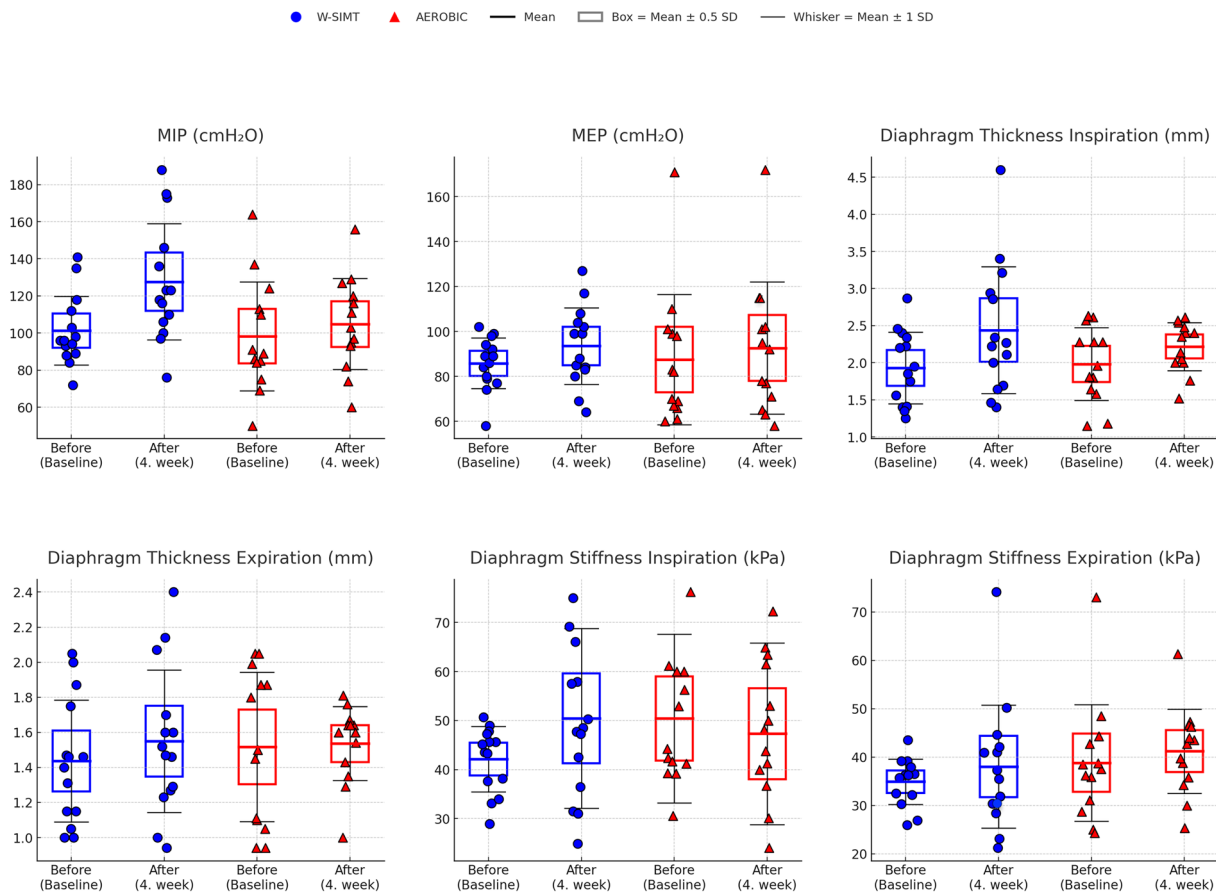 W-SIMT AEROBIC Mean Box = Mean ± 0.5 SD Whisker = Mean ± 1 SD
MIP (cmH₂O)
180
160
140
120
100
80
60
Before (Baseline)
After (4. week)
Before (Baseline)
After (4. week)
MEP (cmH₂O)
160
140
120
100
80
60
Before (Baseline)
After (4. week)
Before (Baseline)
After (4. week)
Diaphragm Thickness Inspiration (mm)
4.5
4.0
3.5
3.0
2.5
2.0
1.5
1.0
Before (Baseline)
After (4. week)
Before (Baseline)
After (4. week)
Diaphragm Thickness Expiration (mm)
2.4
2.2
2.0
1.8
1.6
1.4
1.2
1.0
Before (Baseline)
After (4. week)
Before (Baseline)
After (4. week)
Diaphragm Stiffness Inspiration (kPa)
70
60
50
40
30
Before (Baseline)
After (4. week)
Before (Baseline)
After (4. week)
Diaphragm Stiffness Expiration (kPa)
70
60
50
40
30
20
Before (Baseline)
After (4. week)
Before (Baseline)
After (4. week)